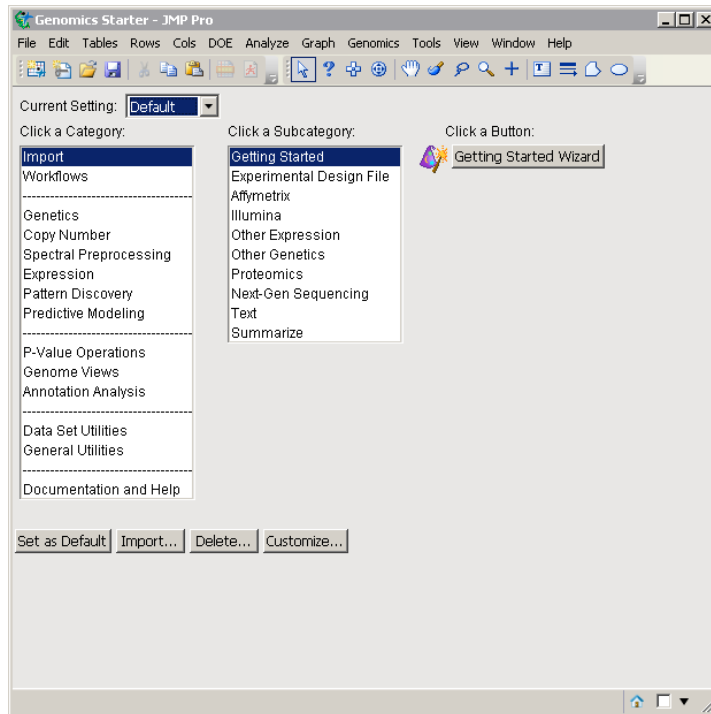 Genomics Starter - JMP Pro
File Edit Tables Rows Cols DOE Analyze Graph Genomics Tools View Window Help
Current Setting: Default
Click a Category:
Import
Workflows
Genetics
Copy Number
Spectral Preprocessing
Expression
Pattern Discovery
Predictive Modeling
P-Value Operations
Genome Views
Annotation Analysis
Data Set Utilities
General Utilities
Documentation and Help
Click a Subcategory:
Getting Started
Experimental Design File
Affymetrix
Illumina
Other Expression
Other Genetics
Proteomics
Next-Gen Sequencing
Text
Summarize
Click a Button:
Getting Started Wizard
Set as Default Import... Delete... Customize...